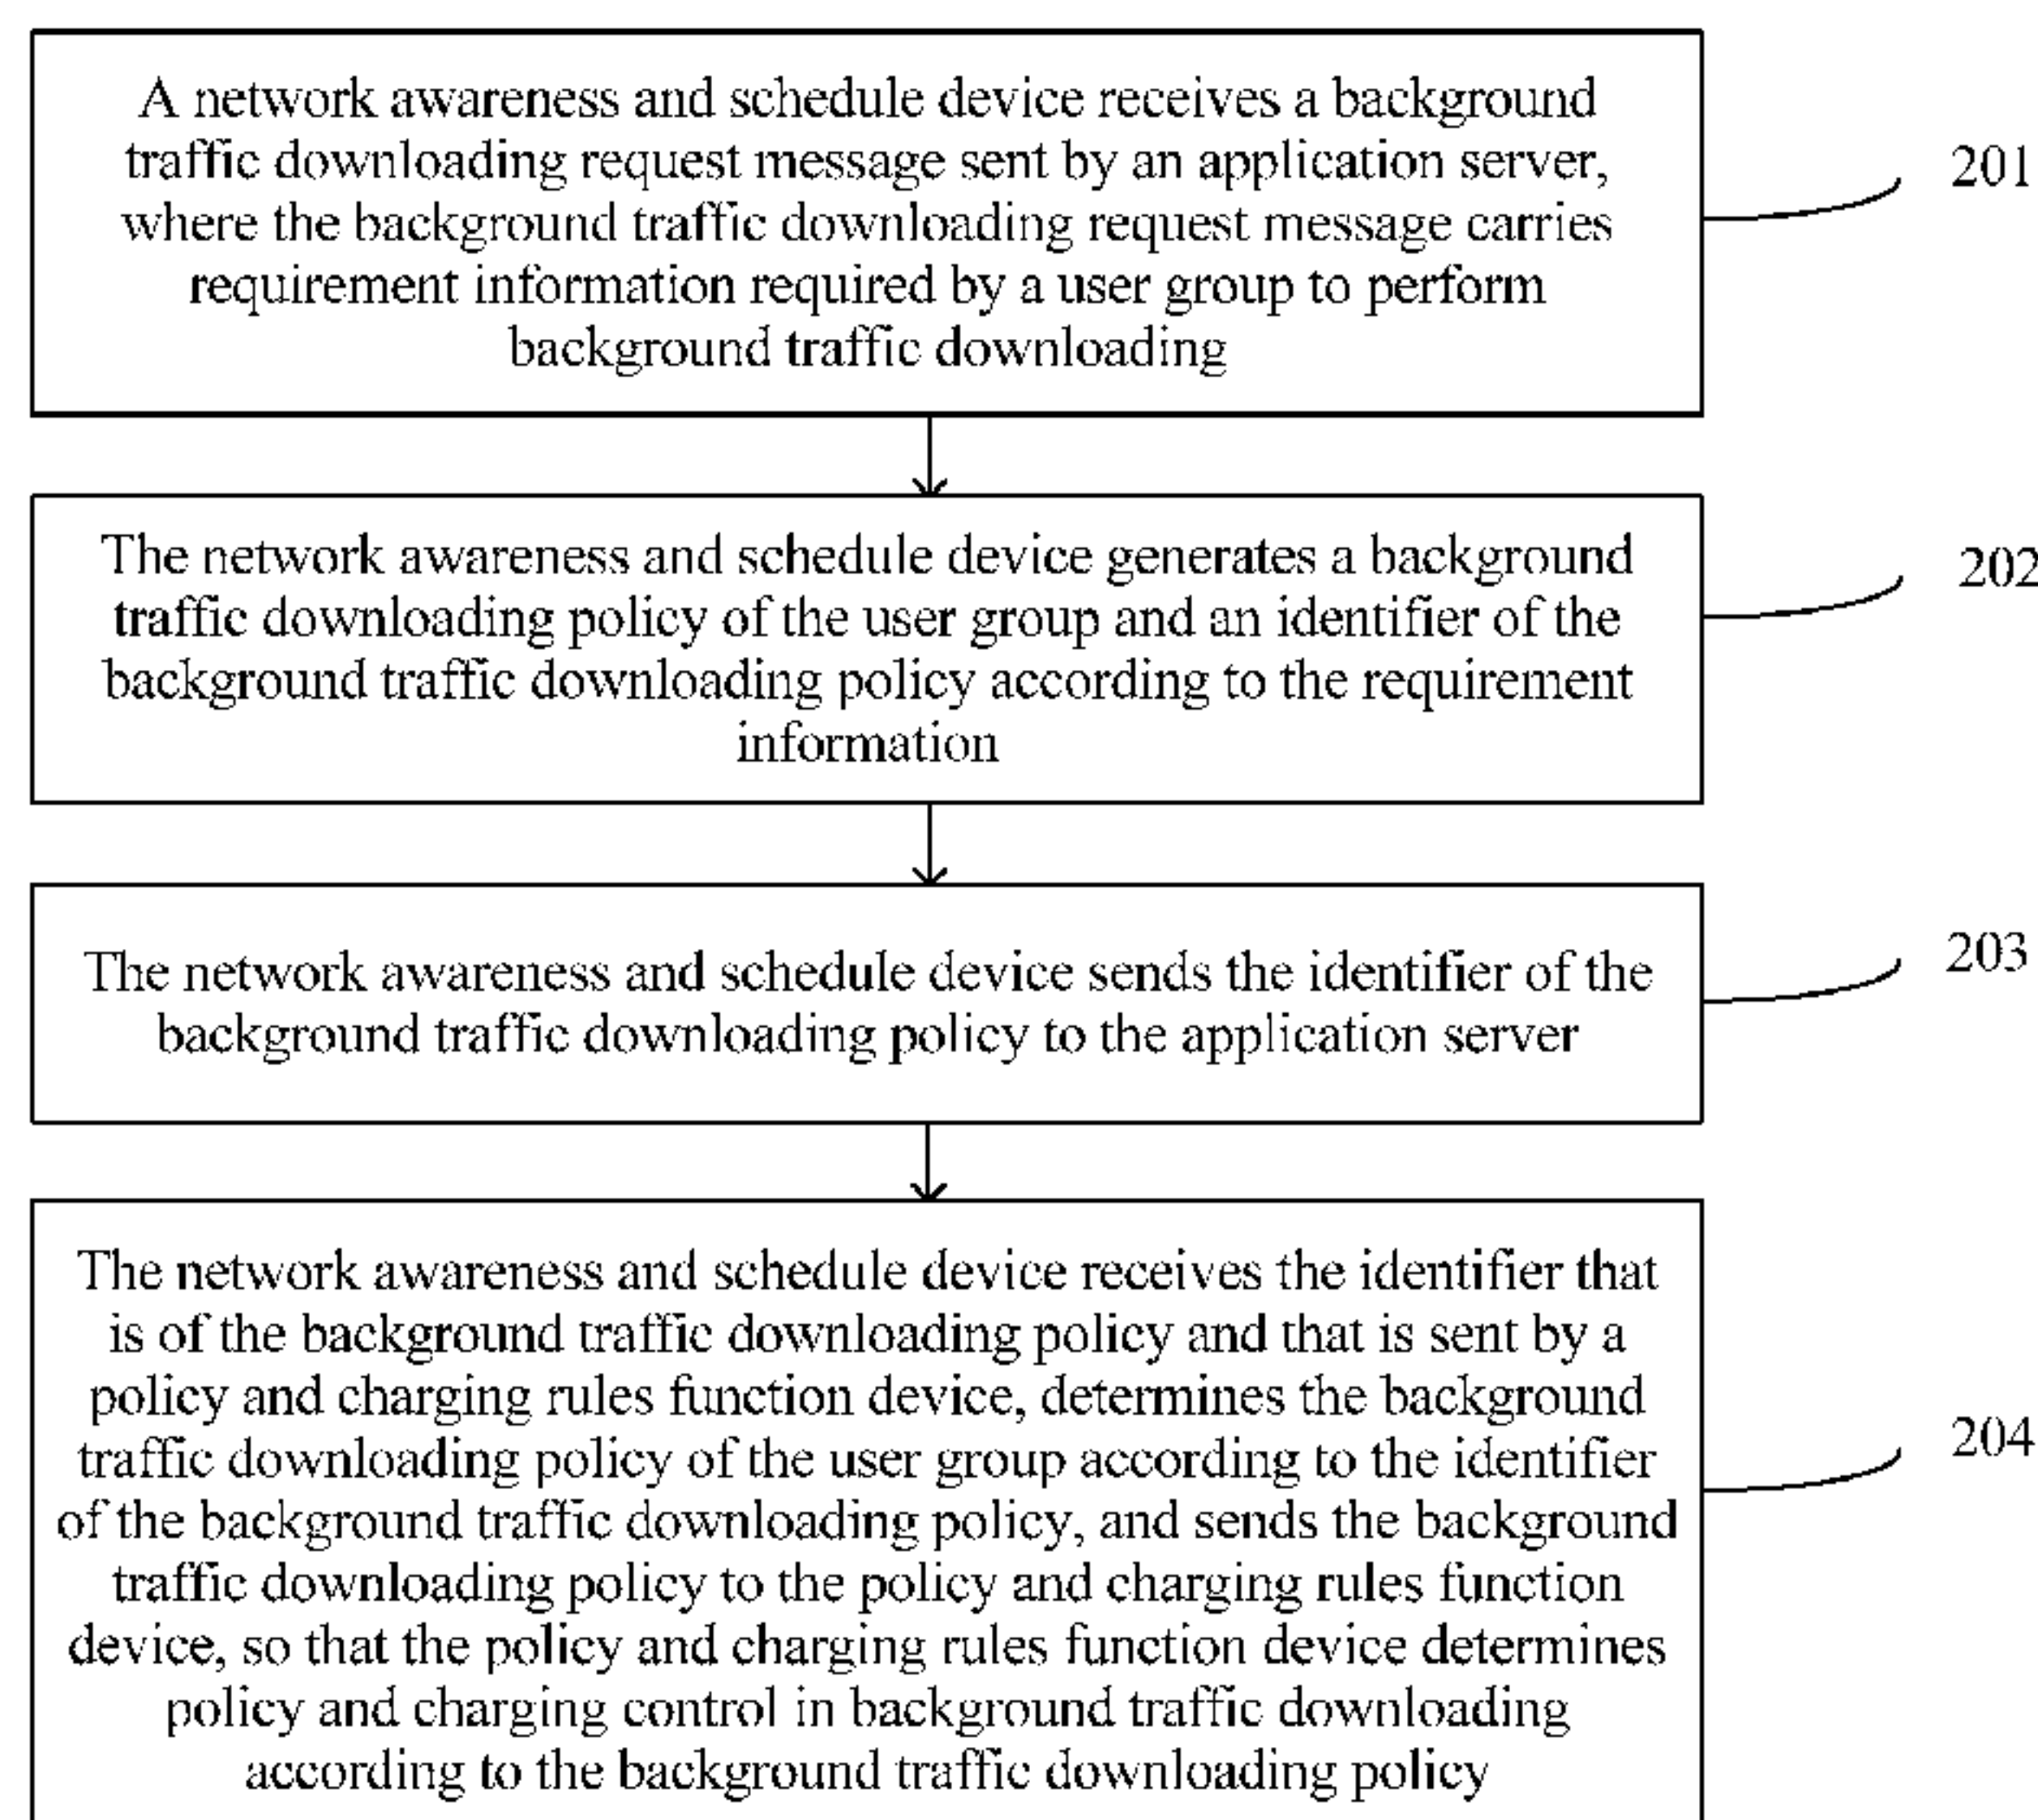 A network awareness and schedule device receives a background
traffic downloading request message sent by an application server,
where the background traffic downloading request message carries
requirement information required by a user group to perform
background traffic downloading
201
The network awareness and schedule device generates a background
traffic downloading policy of the user group and an identifier of the
background traffic downloading policy according to the requirement
information
202
The network awareness and schedule device sends the identifier of the
background traffic downloading policy to the application server
203
The network awareness and schedule device receives the identifier that
is of the background traffic downloading policy and that is sent by a
policy and charging rules function device, determines the background
traffic downloading policy of the user group according to the identifier
of the background traffic downloading policy, and sends the background
traffic downloading policy to the policy and charging rules function
device, so that the policy and charging rules function device determines
policy and charging control in background traffic downloading
according to the background traffic downloading policy
204